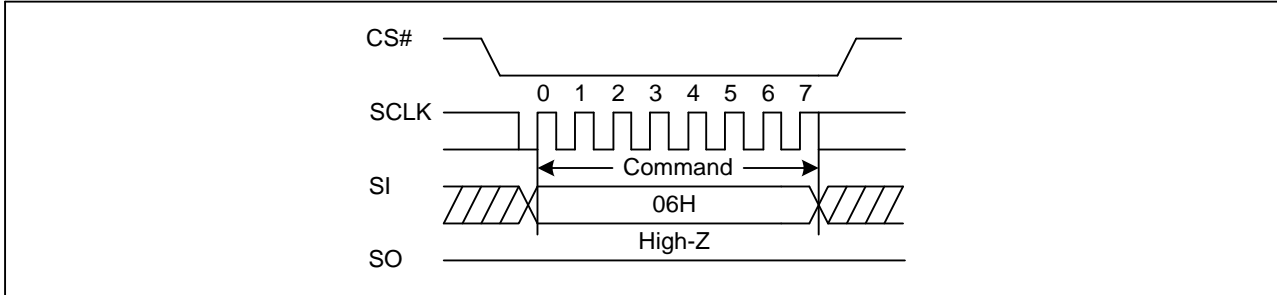 CS#
0 1 2 3 4 5 6 7
SCLK
Command
SI
06H
High-Z
SO